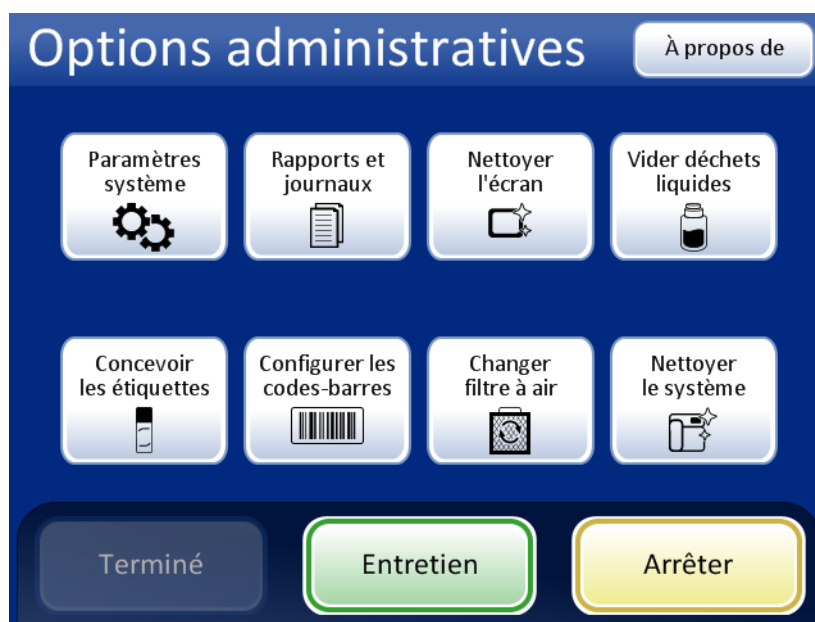 Options administratives
À propos de
Paramètres
système
Rapports et
journaux
Nettoyer
l'écran
Vider déchets
liquides
Concevoir
les étiquettes
Configurer les
codes-barres
Changer
filtre à air
Nettoyer
le système
Terminé
Entretien
Arrêter